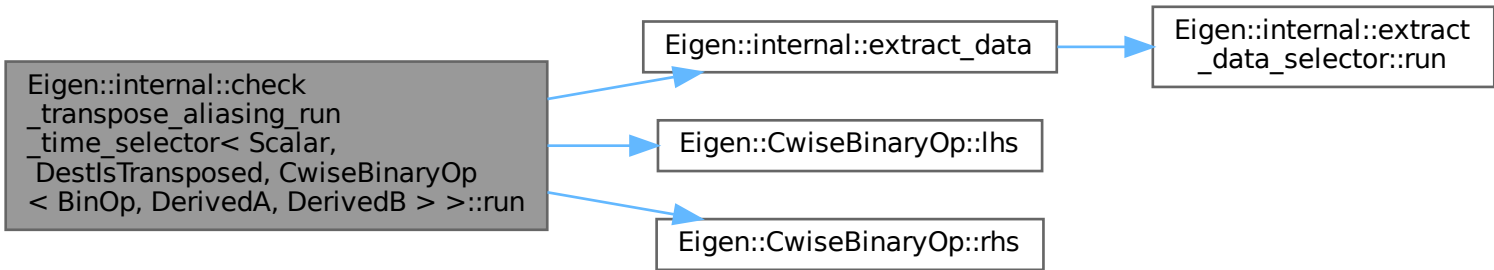 Eigen::internal::check
_transpose_aliasing_run
_time_selector< Scalar,
_DestIsTransposed, CwiseBinaryOp
< BinOp, DerivedA, DerivedB > >::run
Eigen::internal::extract_data
Eigen::internal::extract
_data_selector::run
Eigen::CwiseBinaryOp::lhs
Eigen::CwiseBinaryOp::rhs